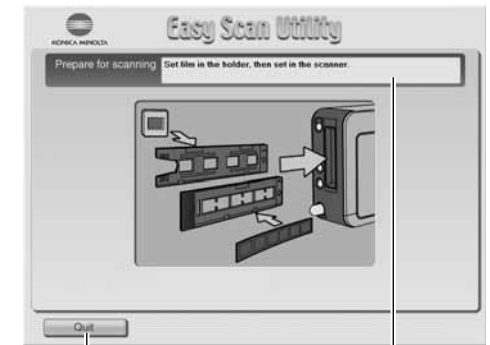 KONICA MINOLTA
Easy Scan Utility
Prepare for scanning
Set film in the holder, then set in the scanner.
Quit